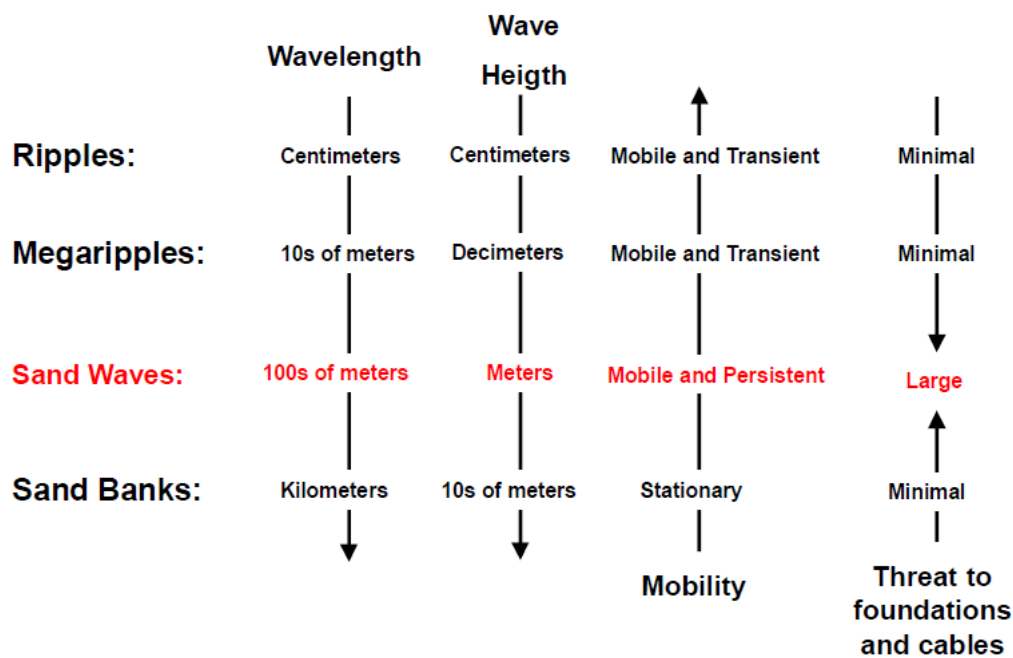 Wavelength
Wave
Heigth
Ripples:
Centimeters
Centimeters
Mobile and Transient
Minimal
Megaripples:
10s of meters
Decimeters
Mobile and Transient
Minimal
Sand Waves:
100s of meters
Meters
Mobile and Persistent
Large
Sand Banks:
Kilometers
10s of meters
Stationary
Minimal
Mobility
Threat to
foundations
and cables